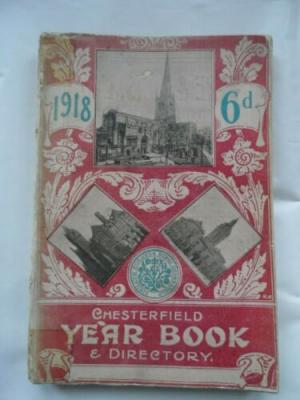 1918
6d
CHESTERFIELD
YEAR BOOK
& DIRECTORY.